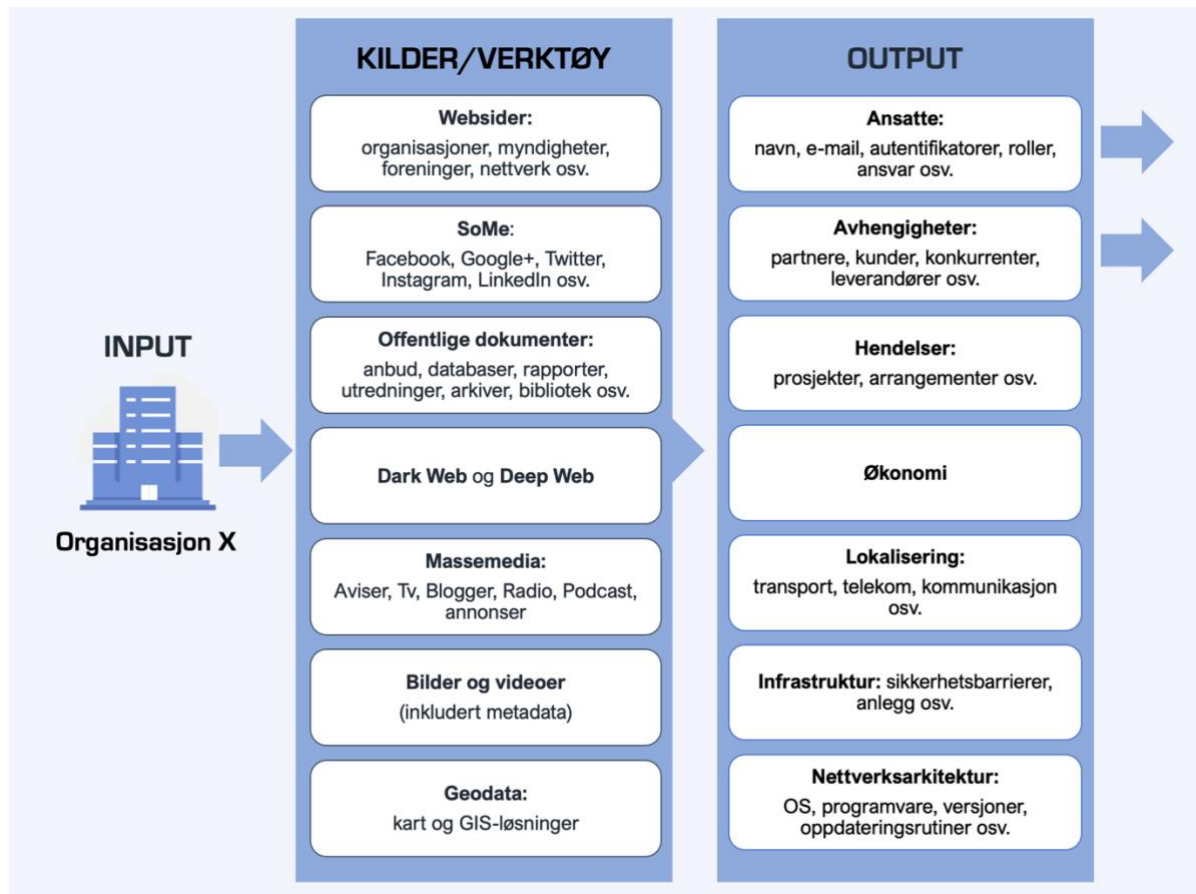 INPUT
Organisasjon X
KILDER/VERKTØY
Websider:
organisasjoner, myndigheter,
foreninger, nettverk osv.
SoMe:
Facebook, Google+, Twitter,
Instagram, LinkedIn osv.
Offentlige dokumenter:
anbud, databaser, rapporter,
utredninger, arkiver, bibliotek osv.
Dark Web og Deep Web
Massemedia:
Aviser, Tv, Blogger, Radio, Podcast,
annonser
Bilder og videoer
(inkludert metadata)
Geodata:
kart og GIS-løsninger
OUTPUT
Ansatte:
navn, e-mail, autentifikatorer, roller,
ansvar osv.
Avhengigheter:
partnere, kunder, konkurrenter,
leverandører osv.
Hendelser:
prosjekter, arrangementer osv.
Økonomi
Lokalisering:
transport, telekom, kommunikasjon
osv.
Infrastruktur: sikkerhetsbarrierer,
anlegg osv.
Nettverksarkitektur:
OS, programvare, versjoner,
oppdateringsrutiner osv.